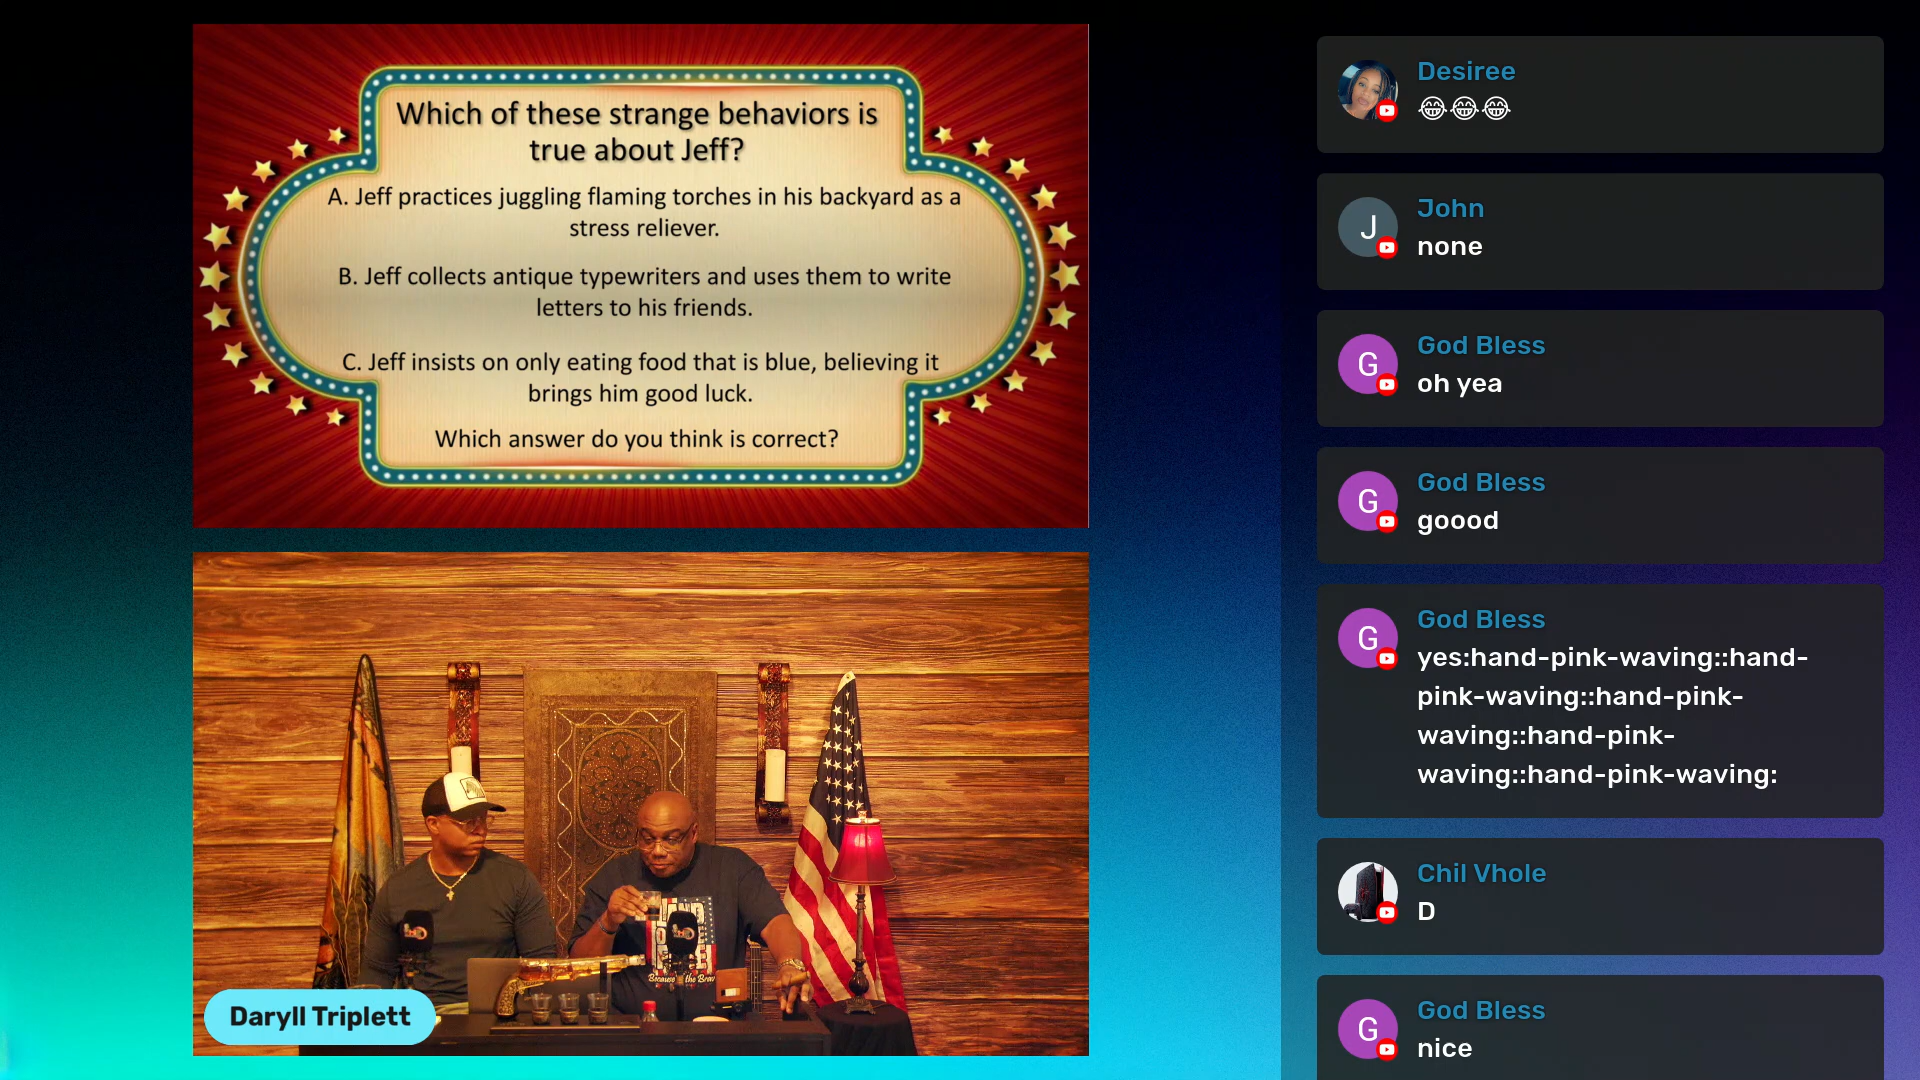 Which of these strange behaviors is
true about Jeff?
A. Jeff practices juggling flaming torches in his backyard as a
stress reliever.
B. Jeff collects antique typewriters and uses them to write
letters to his friends.
C. Jeff insists on only eating food that is blue, believing it
brings him good luck.
Which answer do you think is correct?
Because
the Brave
Daryll Triplett
Desiree
😂😂😂
J
John
none
G
God Bless
oh yea
G
God Bless
goood
G
God Bless
yes:hand-pink-waving::hand-
pink-waving::hand-pink-
waving::hand-pink-
waving::hand-pink-waving:
Chil Vhole
D
G
God Bless
nice